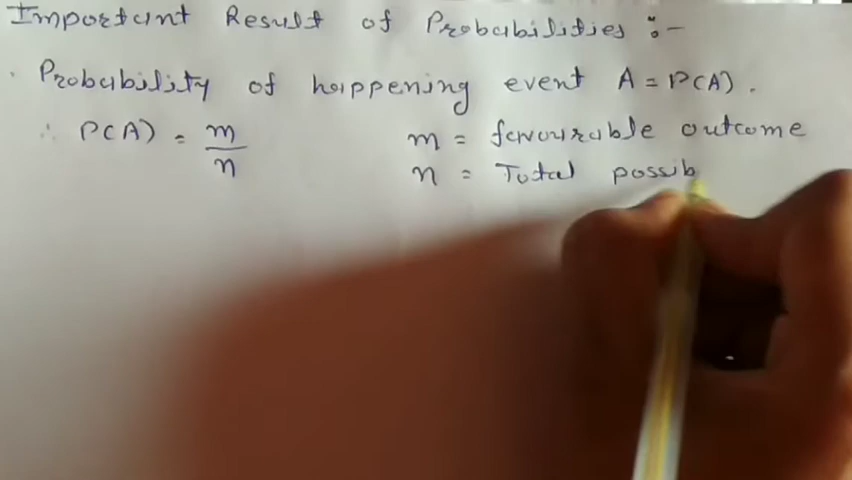 Important Result of Probabilities :-
Probability of happening event A = P(A).
∴ P(A) = m/n m = favourable outcome
n = Total possib